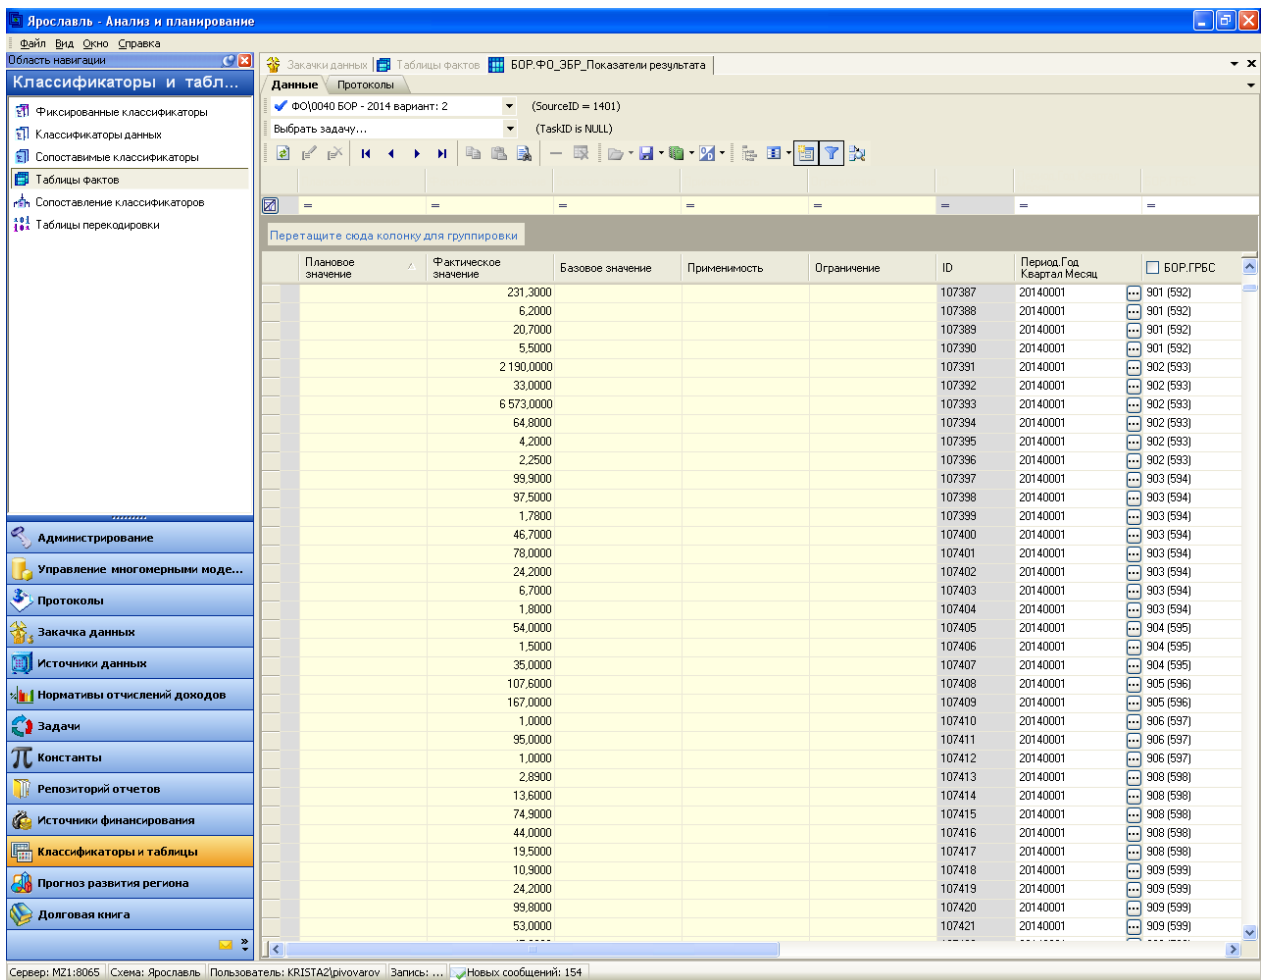 Ярославль - Анализ и планирование
Файл Вид Окно Справка
Область навигации
Классификаторы и табл...
Фиксированные классификаторы
Классификаторы данных
Сопоставимые классификаторы
Таблицы фактов
Сопоставление классификаторов
Таблицы перекодировки
Администрирование
Управление многомерными моде...
Протоколы
Закачка данных
Источники данных
Нормативы отчислений доходов
Задачи
Константы
Репозиторий отчетов
Источники финансирования
Классификаторы и таблицы
Прогноз развития региона
Долговая книга
Закачки данных Таблицы фактов БОР.ФО_ЭБР_Показатели результата
Данные Протоколы
ФО\0040 БОР - 2014 вариант: 2 (SourceID = 1401)
Выбрать задачу... (TaskID is NULL)
= = = = = = = =
Перетащите сюда колонку для группировки
Плановое значение Фактическое значение Базовое значение Применимость Ограничение ID Период.Год Квартал Месяц БОР.ГРБС
231,3000 107387 20140001 901 (592)
6,2000 107388 20140001 901 (592)
20,7000 107389 20140001 901 (592)
5,5000 107390 20140001 901 (592)
2 190,0000 107391 20140001 902 (593)
33,0000 107392 20140001 902 (593)
6 573,0000 107393 20140001 902 (593)
64,8000 107394 20140001 902 (593)
4,2000 107395 20140001 902 (593)
2,2500 107396 20140001 902 (593)
99,9000 107397 20140001 903 (594)
97,5000 107398 20140001 903 (594)
1,7800 107399 20140001 903 (594)
46,7000 107400 20140001 903 (594)
78,0000 107401 20140001 903 (594)
24,2000 107402 20140001 903 (594)
6,7000 107403 20140001 903 (594)
1,8000 107404 20140001 903 (594)
54,0000 107405 20140001 904 (595)
1,5000 107406 20140001 904 (595)
35,0000 107407 20140001 904 (595)
107,6000 107408 20140001 905 (596)
167,0000 107409 20140001 905 (596)
1,0000 107410 20140001 906 (597)
95,0000 107411 20140001 906 (597)
1,0000 107412 20140001 906 (597)
2,8900 107413 20140001 908 (598)
13,6000 107414 20140001 908 (598)
74,9000 107415 20140001 908 (598)
44,0000 107416 20140001 908 (598)
19,5000 107417 20140001 908 (598)
10,9000 107418 20140001 909 (599)
24,2000 107419 20140001 909 (599)
99,8000 107420 20140001 909 (599)
53,0000 107421 20140001 909 (599)
Сервер: MZ1:8065 Схема: Ярославль Пользователь: KRISTA2\pivovarov Запись: ... Новых сообщений: 154